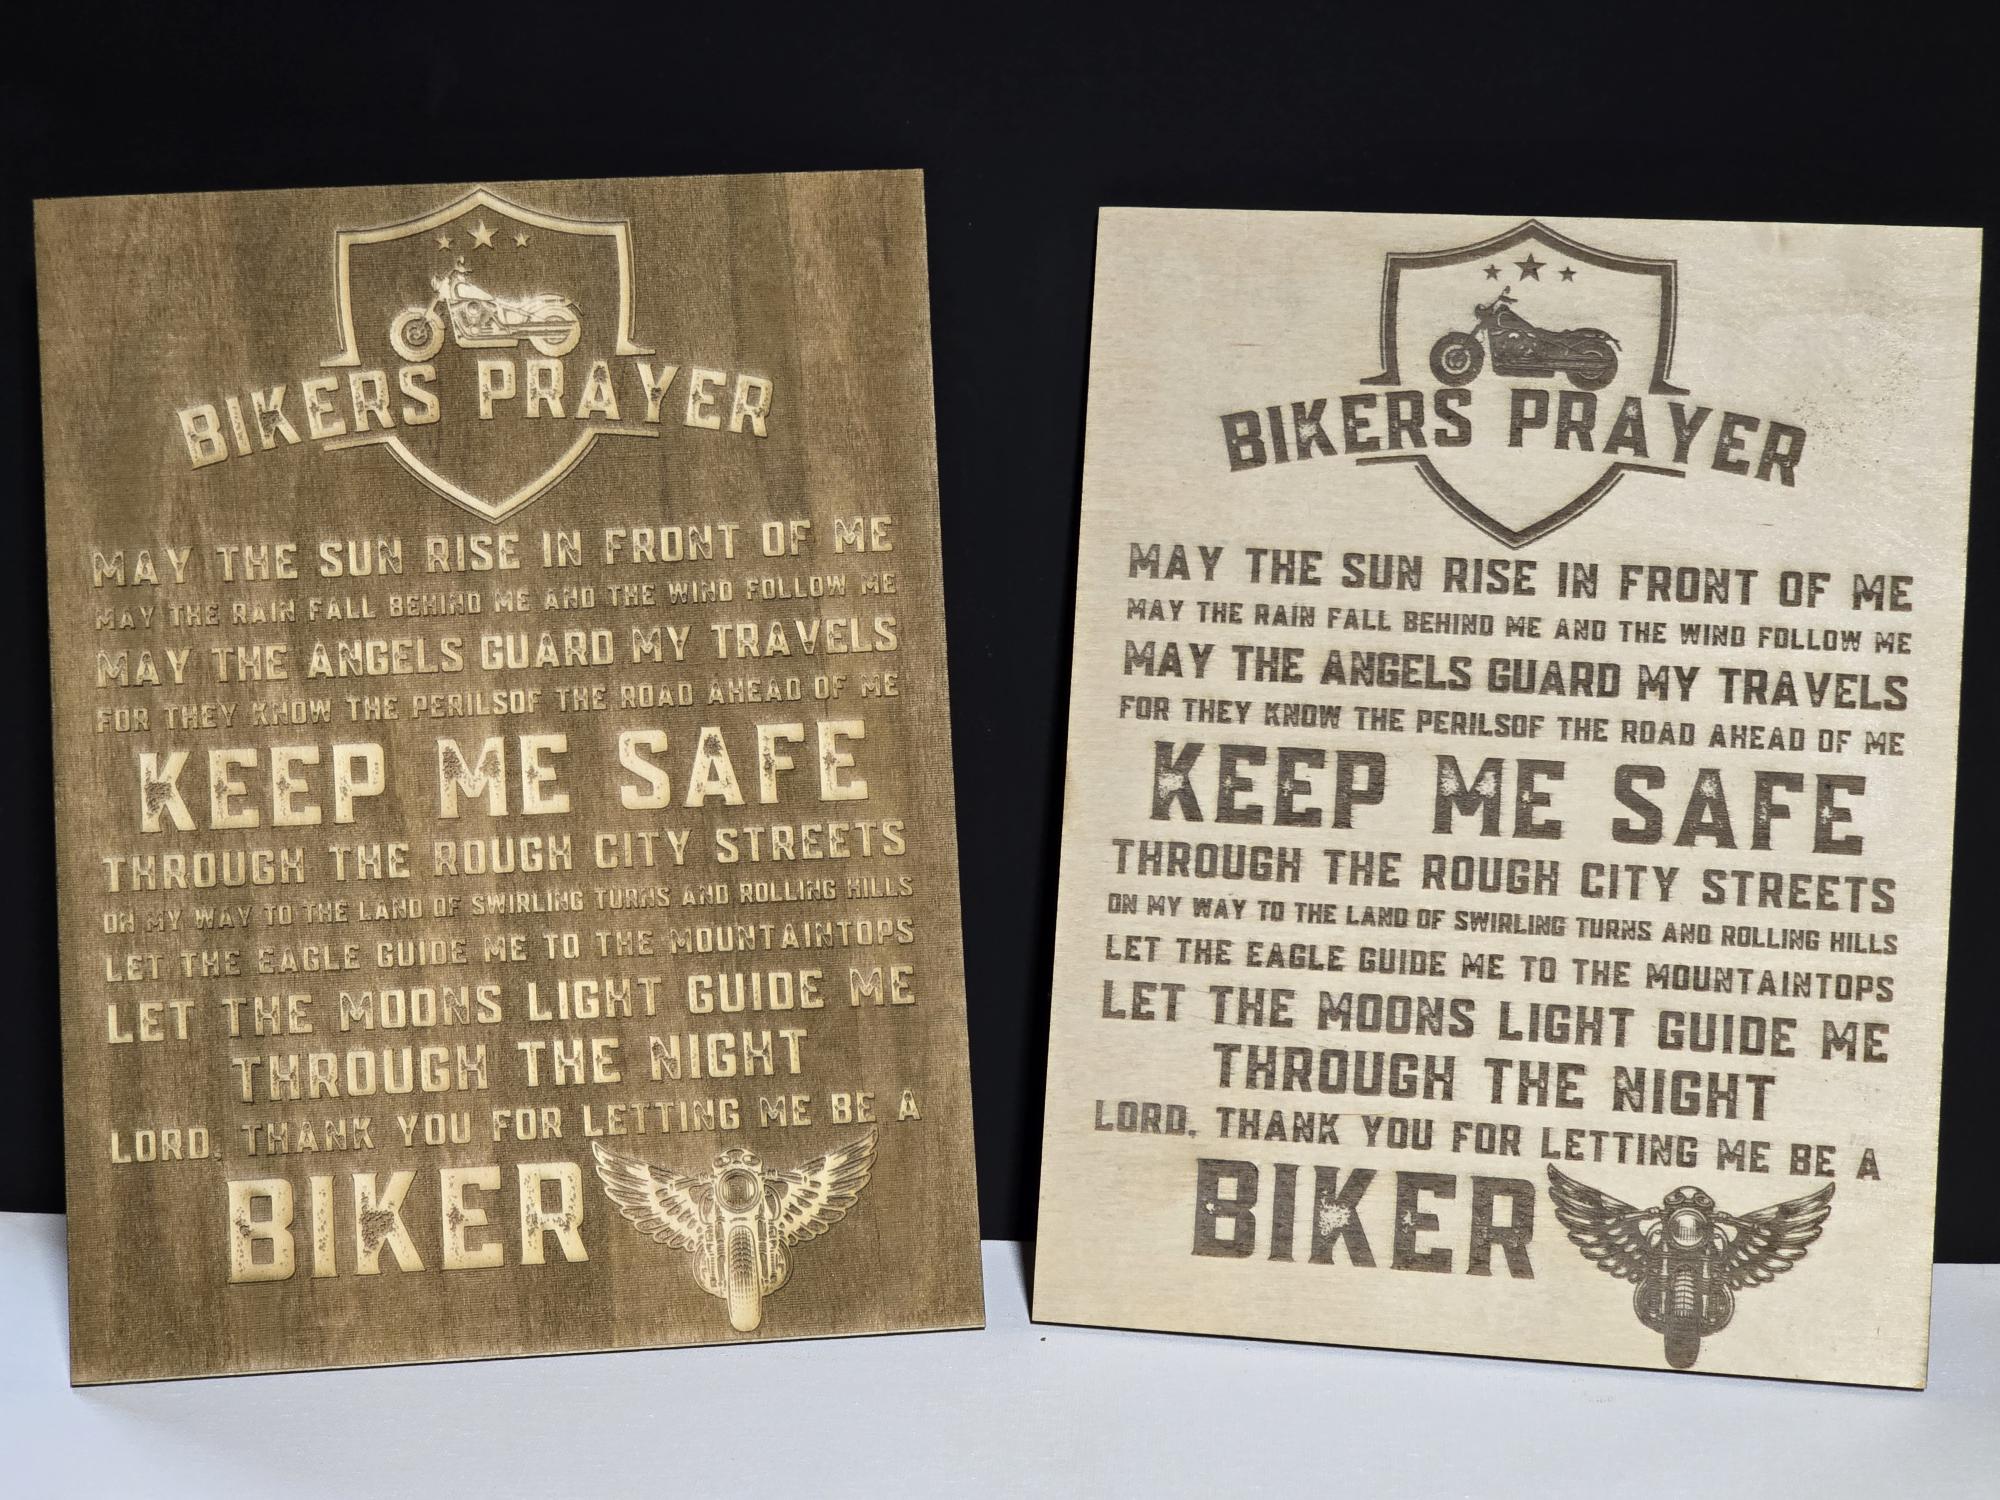 BIKERS PRAYER
MAY THE SUN RISE IN FRONT OF ME
MAY THE RAIN FALL BEHIND ME AND THE WIND FOLLOW ME
MAY THE ANGELS GUARD MY TRAVELS
FOR THEY KNOW THE PERILSOF THE ROAD AHEAD OF ME
KEEP ME SAFE
THROUGH THE ROUGH CITY STREETS
ON MY WAY TO THE LAND OF SWIRLING TURNS AND ROLLING HILLS
LET THE EAGLE GUIDE ME TO THE MOUNTAINTOPS
LET THE MOONS LIGHT GUIDE ME
THROUGH THE NIGHT
LORD, THANK YOU FOR LETTING ME BE A
BIKER
BIKERS PRAYER
MAY THE SUN RISE IN FRONT OF ME
MAY THE RAIN FALL BEHIND ME AND THE WIND FOLLOW ME
MAY THE ANGELS GUARD MY TRAVELS
FOR THEY KNOW THE PERILSOF THE ROAD AHEAD OF ME
KEEP ME SAFE
THROUGH THE ROUGH CITY STREETS
ON MY WAY TO THE LAND OF SWIRLING TURNS AND ROLLING HILLS
LET THE EAGLE GUIDE ME TO THE MOUNTAINTOPS
LET THE MOONS LIGHT GUIDE ME
THROUGH THE NIGHT
LORD, THANK YOU FOR LETTING ME BE A
BIKER